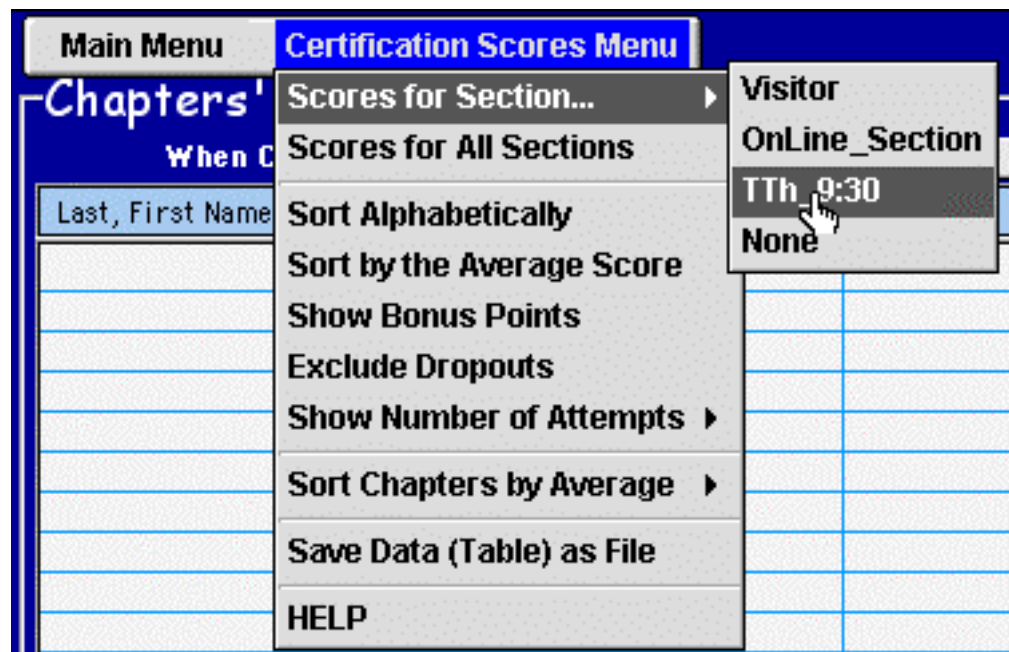 Main Menu
Certification Scores Menu
Chapters'
When C
Last, First Name
Scores for Section...
Scores for All Sections
Sort Alphabetically
Sort by the Average Score
Show Bonus Points
Exclude Dropouts
Show Number of Attempts
Sort Chapters by Average
Save Data (Table) as File
HELP
Visitor
OnLine_Section
TTh_9:30
None